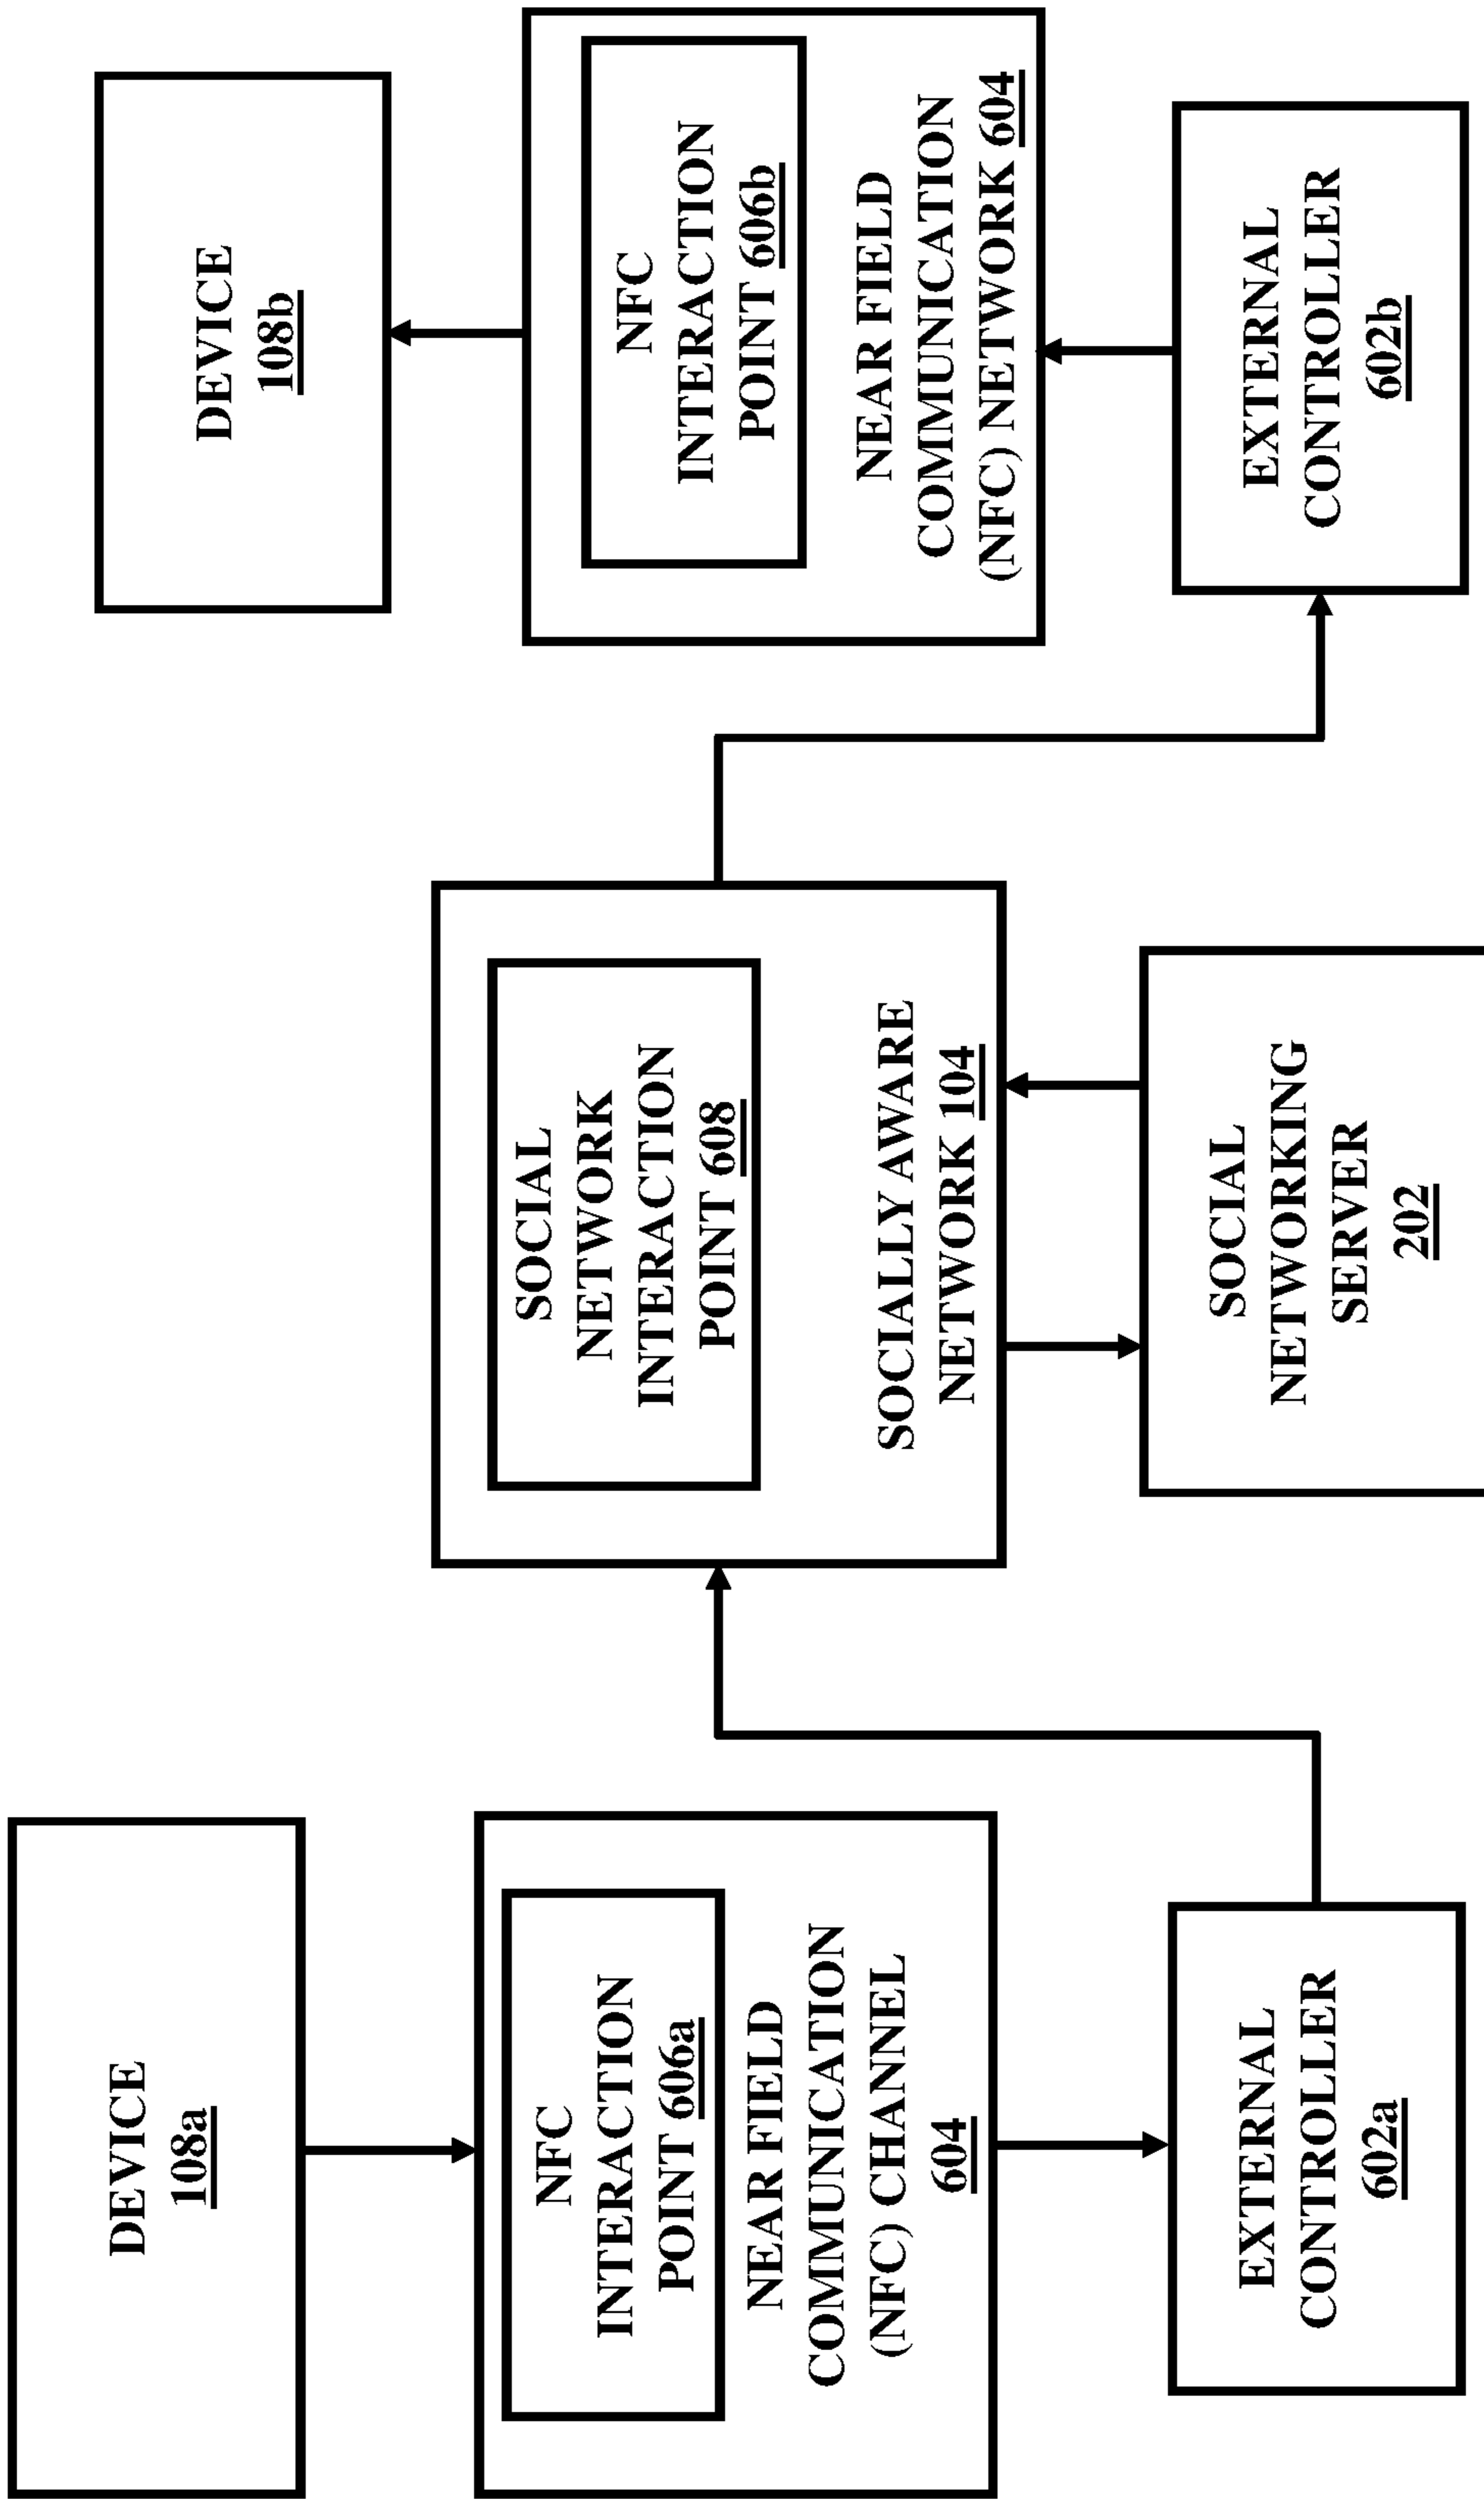 DEVICE
108a
NFC
INTERACTION
POINT 606a
NEAR FIELD
COMMUNICATION
(NFC) CHANNEL
604
EXTERNAL
CONTROLLER
602a
SOCIAL
NETWORK
INTERACTION
POINT 608
SOCIALLY AWARE
NETWORK 104
SOCIAL
NETWORKING
SERVER
202
DEVICE
108b
NFC
INTERACTION
POINT 606b
NEAR FIELD
COMMUNICATION
(NFC) NETWORK 604
EXTERNAL
CONTROLLER
602b